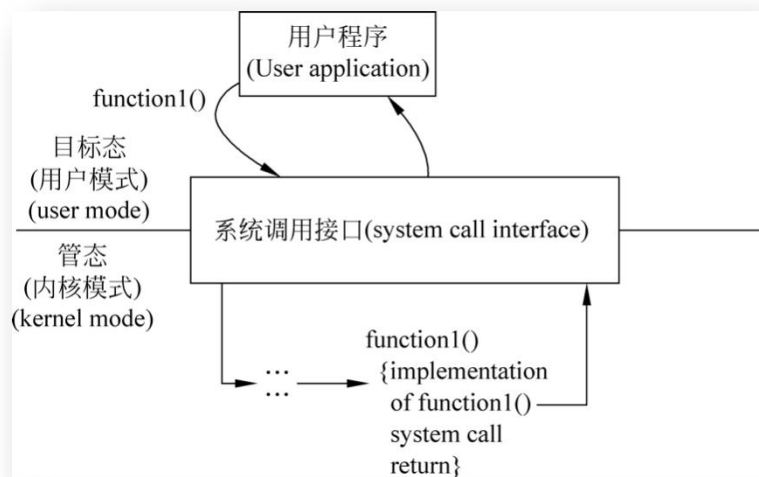 用户程序
(User application)
function1()
目标态
(用户模式)
(user mode)
系统调用接口(system call interface)
管态
(内核模式)
(kernel mode)
…
…
function1()
{implementation
of function1()
system call
return}